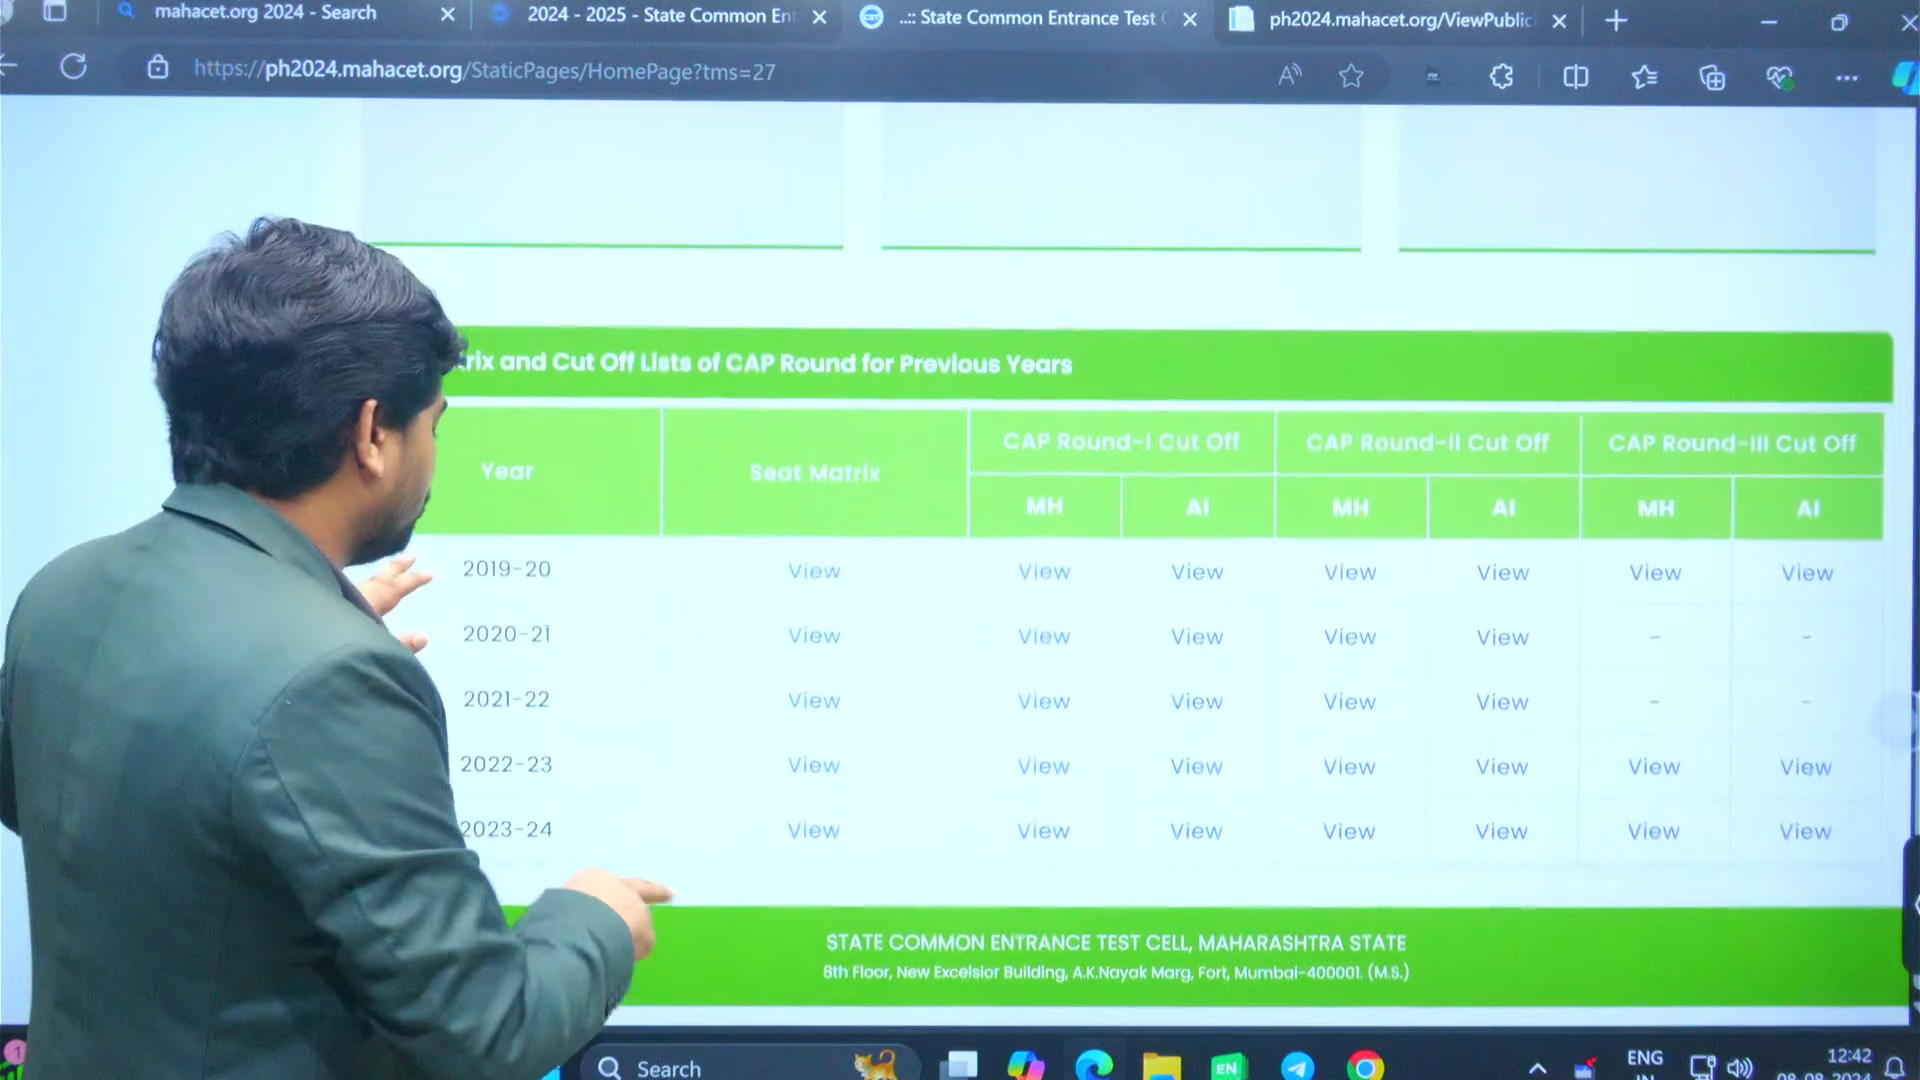 mahacet.org 2024 - Search
2024 - 2025 - State Common Ent
..:: State Common Entrance Test
ph2024.mahacet.org/ViewPublic
https://ph2024.mahacet.org/StaticPages/HomePage?tms=27
rix and Cut Off Lists of CAP Round for Previous Years
Year Seat Matrix CAP Round-I Cut Off CAP Round-II Cut Off CAP Round-III Cut Off
MH AI MH AI MH AI
2019-20 View View View View View View View
2020-21 View View View View View - -
2021-22 View View View View View - -
2022-23 View View View View View View View
2023-24 View View View View View View View
STATE COMMON ENTRANCE TEST CELL, MAHARASHTRA STATE
8th Floor, New Excelsior Building, A.K.Nayak Marg, Fort, Mumbai-400001. (M.S.)
1
Search
EN
ENG
IN
12:42
08-08-2024